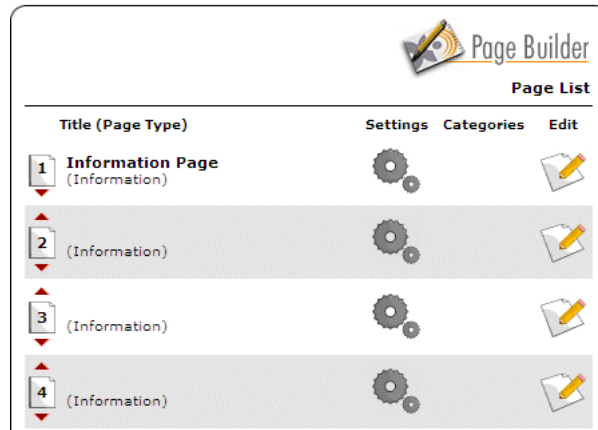 Page Builder
Page List
Title (Page Type) Settings Categories Edit
1 Information Page
(Information)
2
(Information)
3
(Information)
4
(Information)